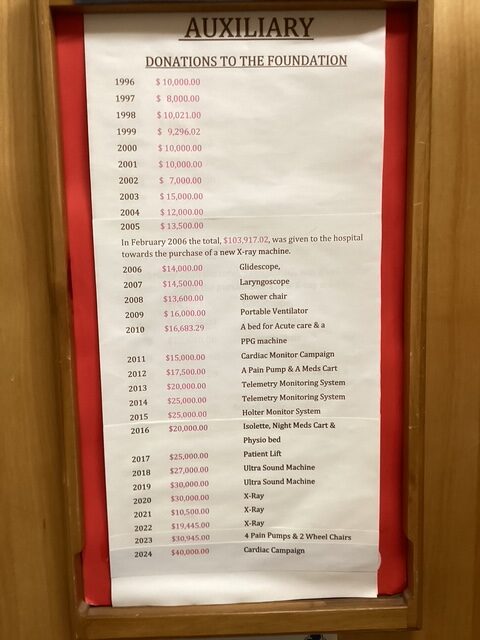 AUXILIARY
DONATIONS TO THE FOUNDATION
1996 $ 10,000.00
1997 $ 8,000.00
1998 $ 10,021.00
1999 $ 9,296.02
2000 $ 10,000.00
2001 $ 10,000.00
2002 $ 7,000.00
2003 $ 15,000.00
2004 $ 12,000.00
2005 $ 13,500.00
In February 2006 the total, $103,917.02, was given to the hospital
towards the purchase of a new X-ray machine.
2006 $14,000.00 Glidescope,
2007 $14,500.00 Laryngoscope
2008 $13,600.00 Shower chair
2009 $ 16,000.00 Portable Ventilator
2010 $16,683.29 A bed for Acute care & a
PPG machine
2011 $15,000.00 Cardiac Monitor Campaign
2012 $17,500.00 A Pain Pump & A Meds Cart
2013 $20,000.00 Telemetry Monitoring System
2014 $25,000.00 Telemetry Monitoring System
2015 $25,000.00 Holter Monitor System
2016 $20,000.00 Isolette, Night Meds Cart &
Physio bed
2017 $25,000.00 Patient Lift
2018 $27,000.00 Ultra Sound Machine
2019 $30,000.00 Ultra Sound Machine
2020 $30,000.00 X-Ray
2021 $10,500.00 X-Ray
2022 $19,445.00 X-Ray
2023 $30,945.00 4 Pain Pumps & 2 Wheel Chairs
2024 $40,000.00 Cardiac Campaign